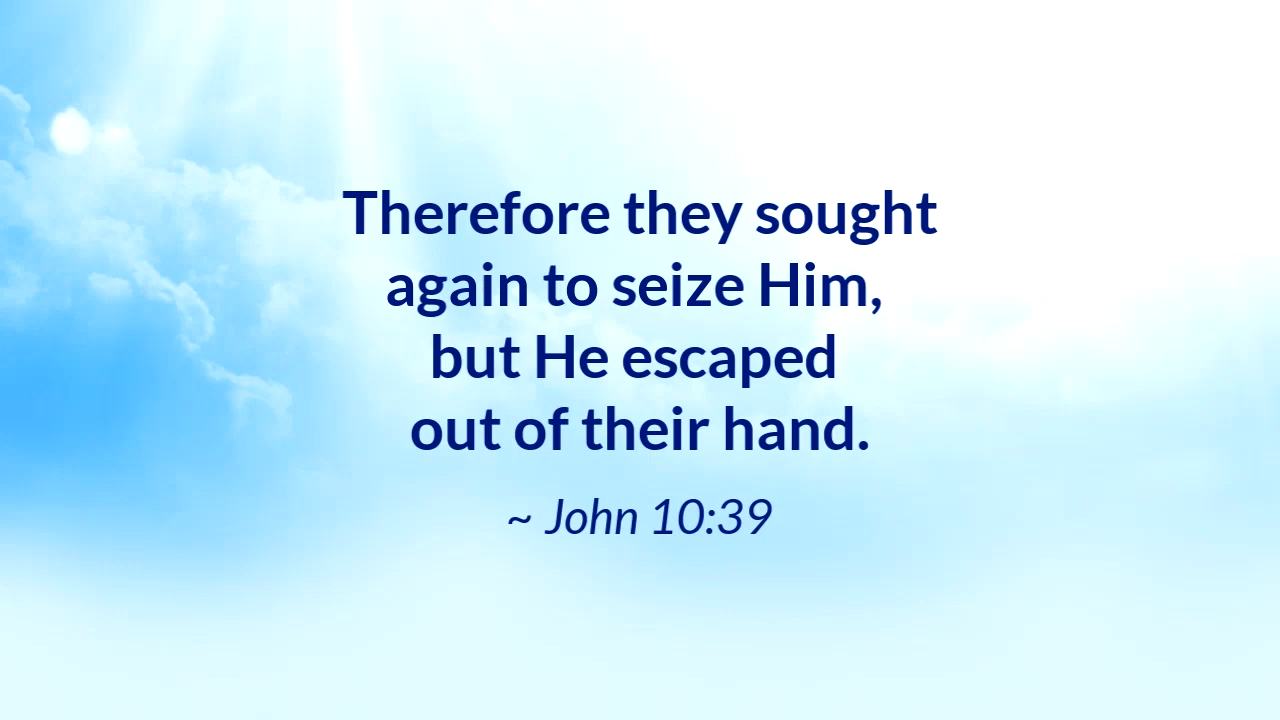 Therefore they sought
again to seize Him,
but He escaped
out of their hand.
~ John 10:39